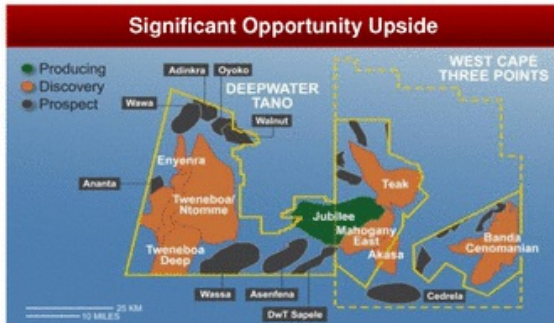 Significant Opportunity Upside
Producing
Discovery
Prospect
Adinkra
Oyoko
DEEPWATER
TANO
WEST CAPE
THREE POINTS
Wawa
Walnut
Enyenra
Ananta
Tweneboa/
Ntomme
Teak
Jubilee
Mahogany
East
Tweneboa
Deep
Akasa
Banda
Cenomanian
Wassa
Asenfena
DwT Sapele
Cedrela
25 KM
10 MILES